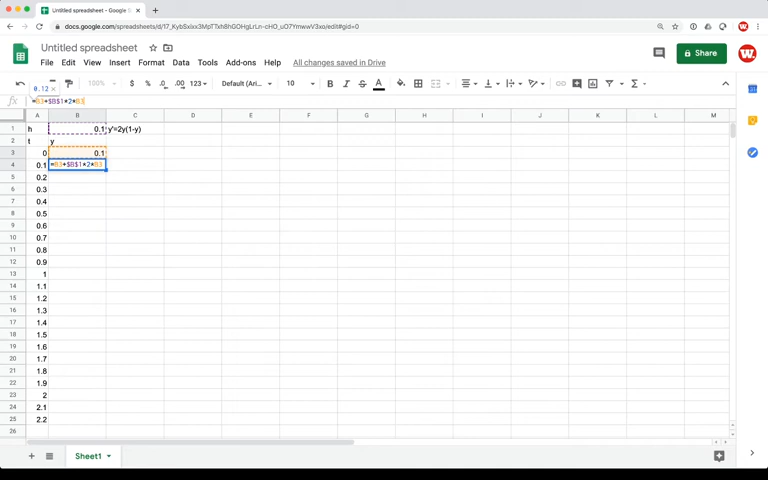 Untitled spreadsheet - Google S
docs.google.com/spreadsheets/d/17_KybSxixx3MpTTxh8hGOHgLrLn-cHO_uO7YmwwV3xo/edit#gid=0
Untitled spreadsheet
File Edit View Insert Format Data Tools Add-ons Help All changes saved in Drive
Share
W.
100% $ % .0 .00 123 Default (Ari... 10 B I S A
0.12 ×
fx =B3+$B$1*2*B3
A B C D E F G H I J K L M
1 h 0.1 y'=2y(1-y)
2 t y
3 0 0.1
4 0.1 =B3+$B$1*2*B3
5 0.2
6 0.3
7 0.4
8 0.5
9 0.6
10 0.7
11 0.8
12 0.9
13 1
14 1.1
15 1.2
16 1.3
17 1.4
18 1.5
19 1.6
20 1.7
21 1.8
22 1.9
23 2
24 2.1
25 2.2
26
Sheet1